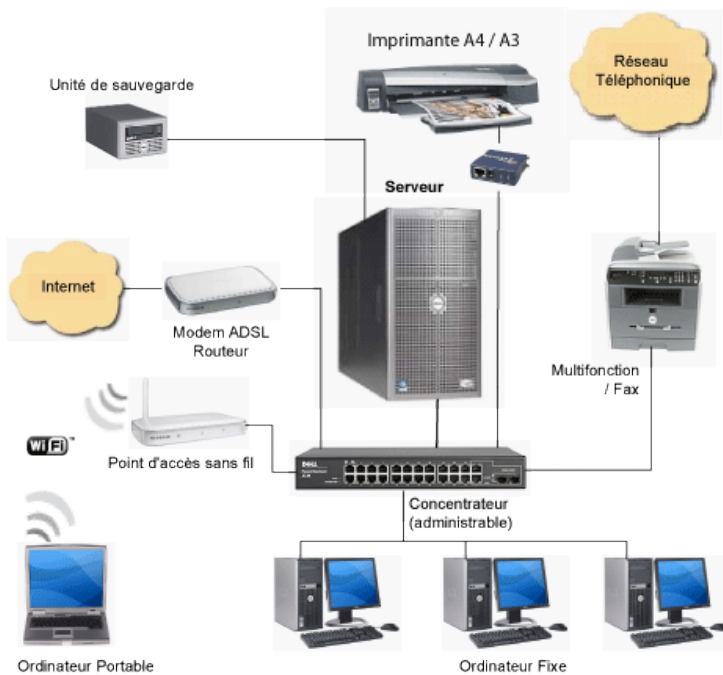 Imprimante A4 / A3
Réseau
Téléphonique
Unité de sauvegarde
Serveur
Internet
Modem ADSL
Routeur
Multifonction
/ Fax
WiFi
Point d'accès sans fil
DELL
Concentrateur
(administrable)
Ordinateur Portable
Ordinateur Fixe